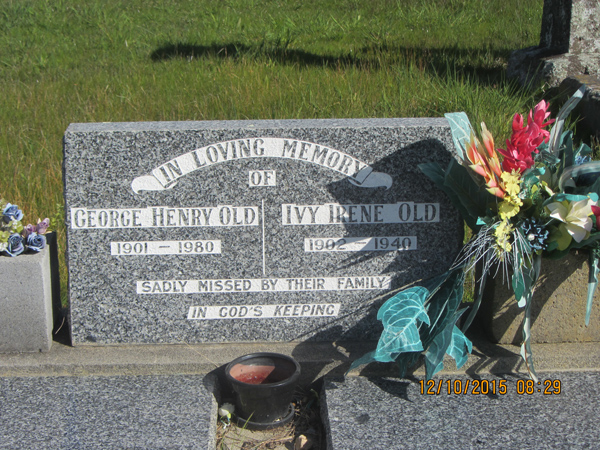 IN LOVING MEMORY
OF
GEORGE HENRY OLD
1901 - 1980
IVY IRENE OLD
1902 - 1940
SADLY MISSED BY THEIR FAMILY
IN GOD'S KEEPING
12/10/2015 08:29